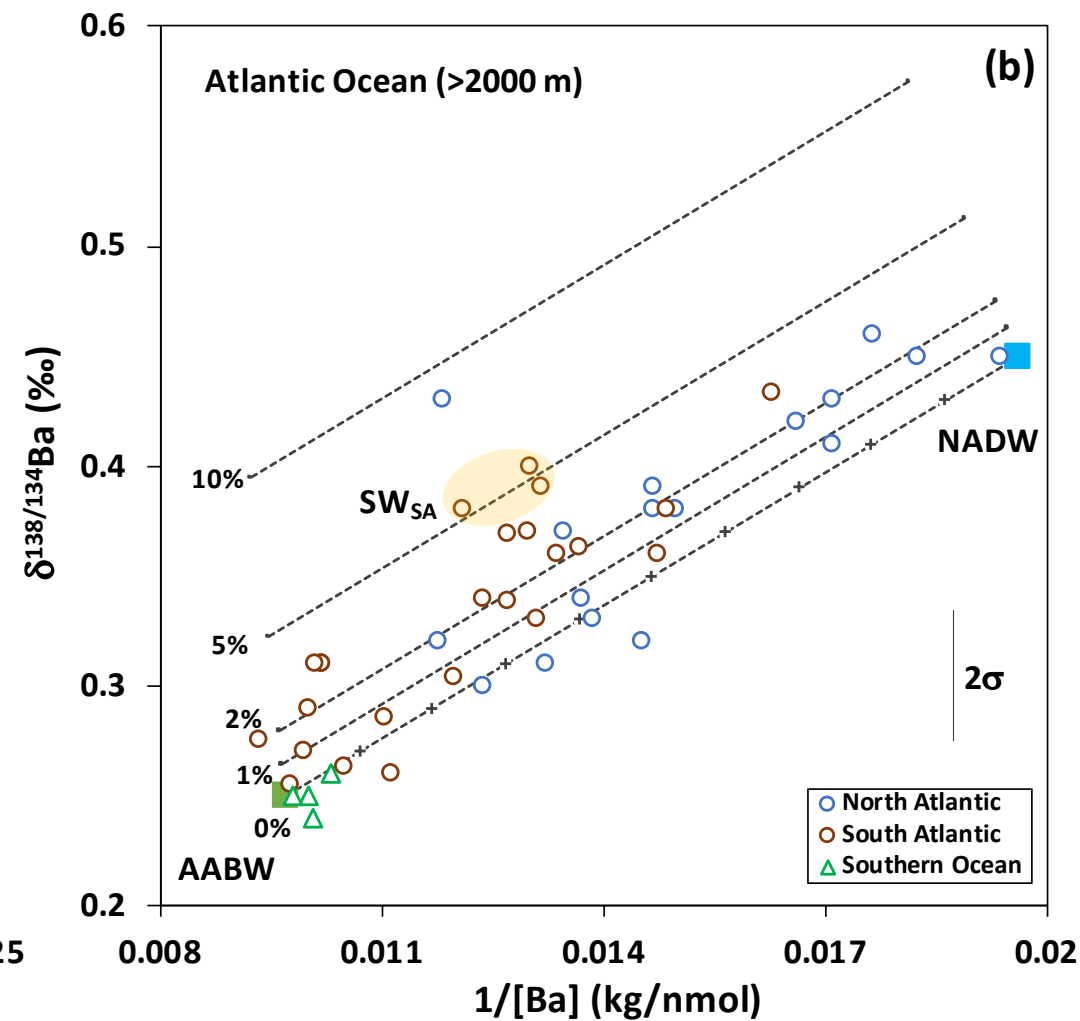 0.6
(b)
Atlantic Ocean (>2000 m)
0.5
10%
SW_SA
NADW
0.4
δ¹³⁸/¹³⁴Ba (‰)
5%
2σ
0.3
2%
1%
0%
AABW
North Atlantic
South Atlantic
Southern Ocean
0.2
25
0.008
0.011
0.014
0.017
0.02
1/[Ba] (kg/nmol)